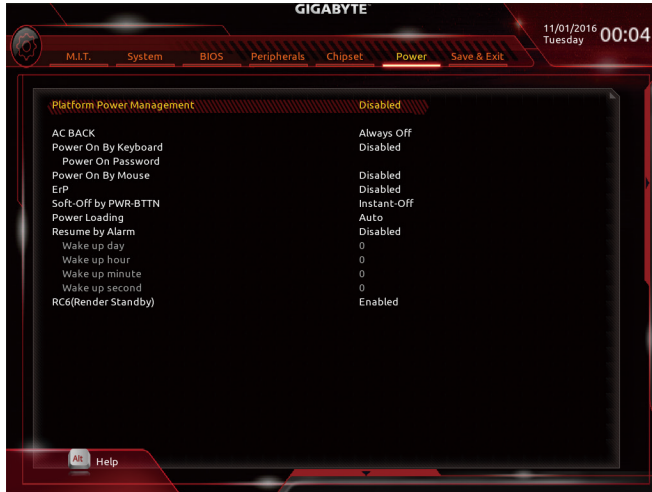 GIGABYTE
11/01/2016 Tuesday 00:04
M.I.T. System BIOS Peripherals Chipset Power Save & Exit
Platform Power Management Disabled
AC BACK Always Off
Power On By Keyboard Disabled
Power On Password
Power On By Mouse Disabled
ErP Disabled
Soft-Off by PWR-BTTN Instant-Off
Power Loading Auto
Resume by Alarm Disabled
Wake up day 0
Wake up hour 0
Wake up minute 0
Wake up second 0
RC6(Render Standby) Enabled
Alt Help